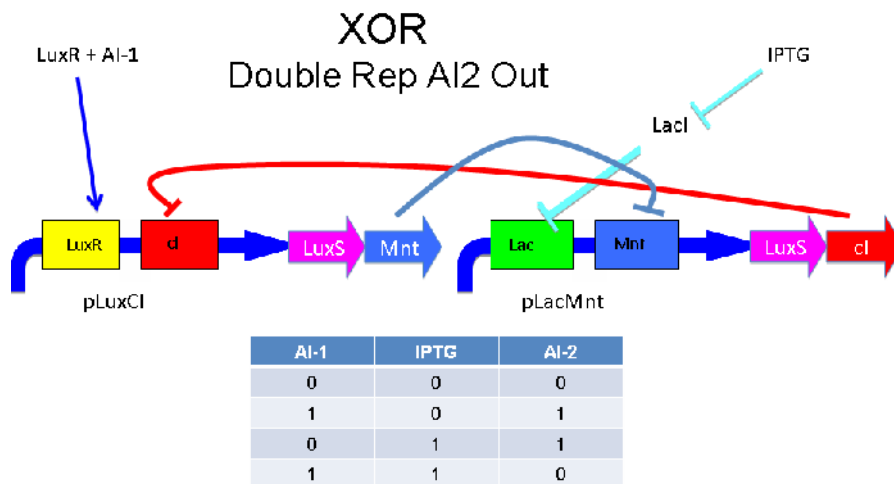 XOR
Double Rep AI2 Out
LuxR + AI-1
IPTG
LacI
LuxR
cI
LuxS
Mnt
Lac
Mnt
LuxS
cI
pLuxCI
pLacMnt
AI-1 IPTG AI-2
0 0 0
1 0 1
0 1 1
1 1 0